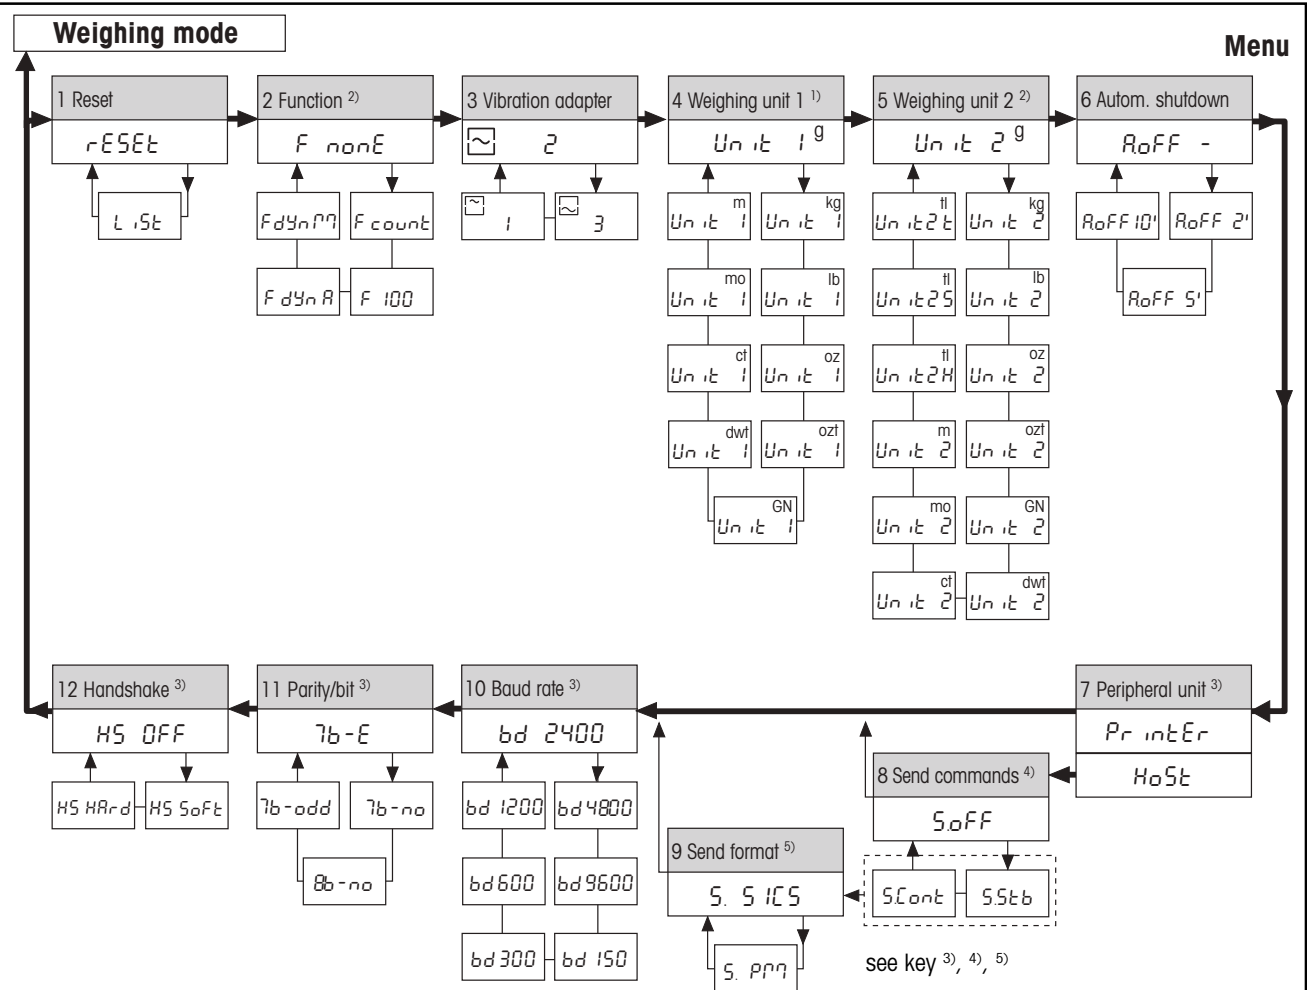 Weighing mode
Menu
1 Reset
rESEt
L iSt
2 Function 2)
F nonE
F dYn M
F count
F dYn A
F 100
3 Vibration adapter
2
1
3
4 Weighing unit 1 1)
Unit 1 g
Unit 1 m
Unit 1 kg
Unit 1 mo
Unit 1 lb
Unit 1 ct
Unit 1 oz
Unit 1 dwt
Unit 1 ozt
Unit 1 GN
5 Weighing unit 2 2)
Unit 2 g
Unit2t tl
Unit 2 kg
Unit2S tl
Unit 2 lb
Unit2H tl
Unit 2 oz
Unit 2 m
Unit 2 ozt
Unit 2 mo
Unit 2 GN
Unit 2 ct
Unit 2 dwt
6 Autom. shutdown
A.oFF -
A.oFF 10'
A.oFF 2'
A.oFF 5'
7 Peripheral unit 3)
PrintEr
HoSt
8 Send commands 4)
S.oFF
S.Cont
S.Stb
9 Send format 5)
S. SICS
S. PM
see key 3), 4), 5)
10 Baud rate 3)
bd 2400
bd 1200
bd 4800
bd 600
bd 9600
bd 300
bd 150
11 Parity/bit 3)
7b-E
7b-odd
7b-no
8b-no
12 Handshake 3)
HS OFF
HS HArd
HS SoFt